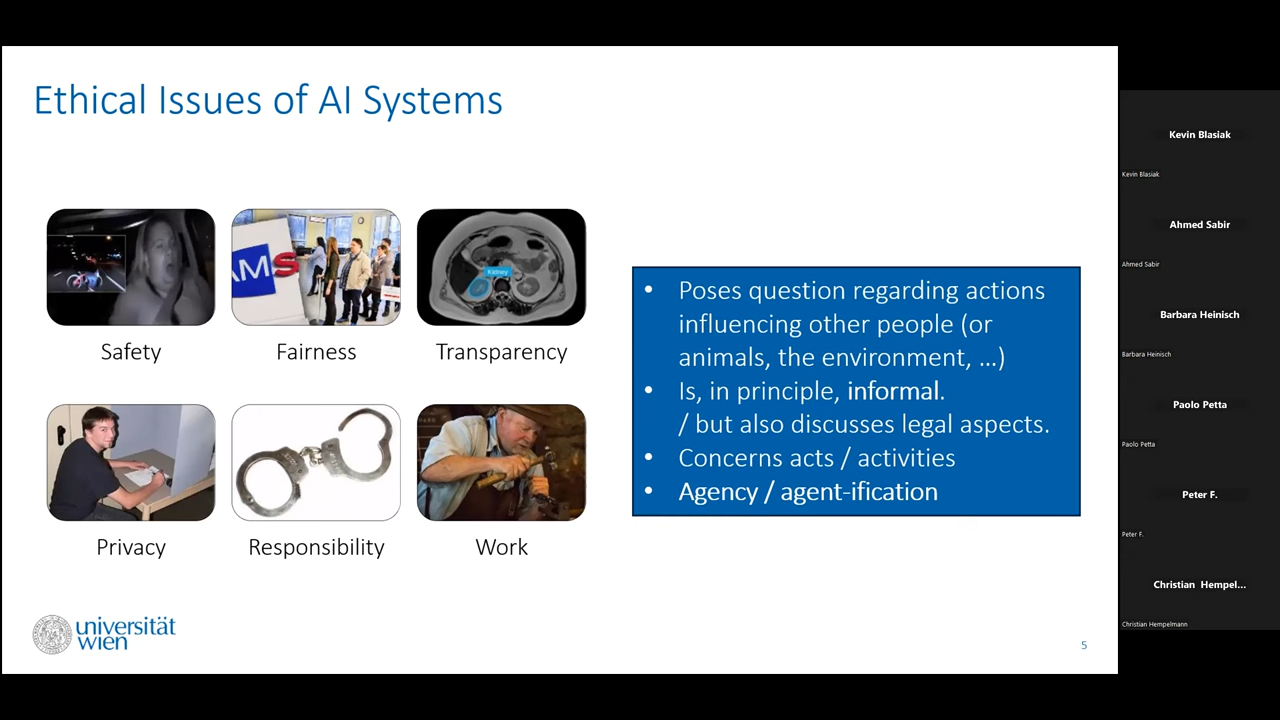 Ethical Issues of AI Systems
AMS
Kidney
Safety
Fairness
Transparency
Privacy
Responsibility
Work
• Poses question regarding actions
influencing other people (or
animals, the environment, …)
• Is, in principle, informal.
/ but also discusses legal aspects.
• Concerns acts / activities
• Agency / agent-ification
universität
wien
5
Kevin Blasiak
Kevin Blasiak
Ahmed Sabir
Ahmed Sabir
Barbara Heinisch
Barbara Heinisch
Paolo Petta
Paolo Petta
Peter F.
Peter F.
Christian Hempel...
Christian Hempelmann